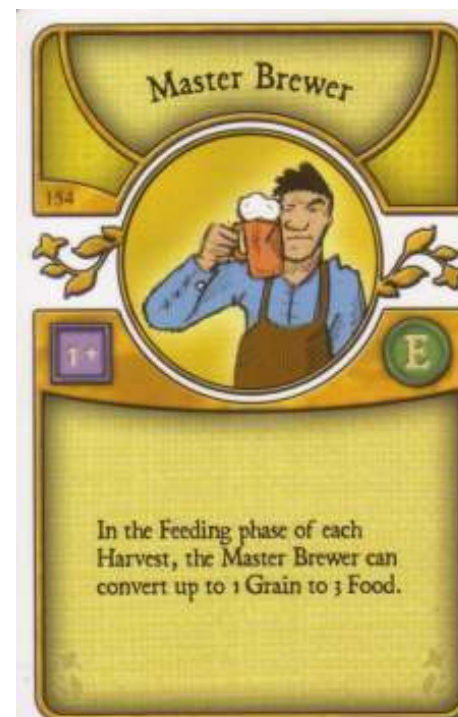 Master Brewer
154
1+
E
In the Feeding phase of each
Harvest, the Master Brewer can
convert up to 1 Grain to 3 Food.